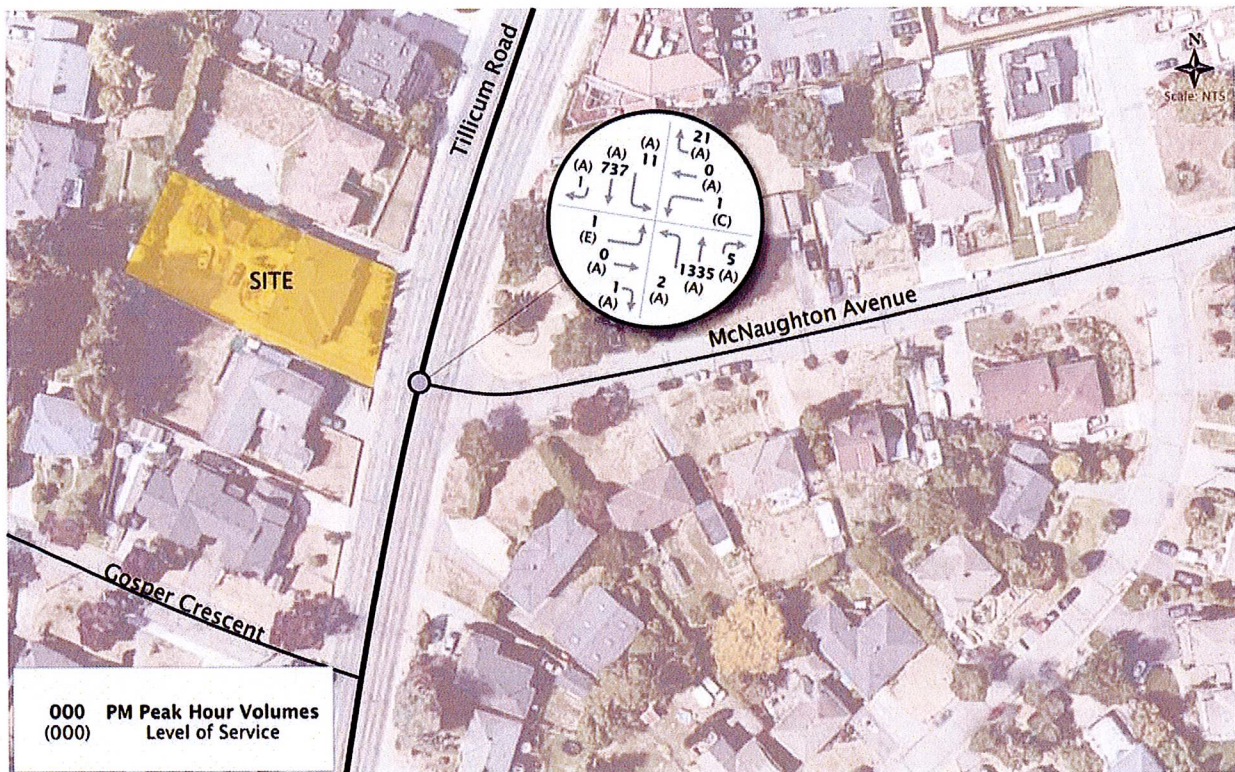 Tillicum Road
N
Scale: NTS
(A) 737
(A) 11
21 (A)
(A) 1
0 (A)
1 (C)
1 (E)
0 (A)
1 (A)
2 (A)
1335 (A)
5 (A)
SITE
McNaughton Avenue
Gosper Crescent
000 PM Peak Hour Volumes
(000) Level of Service